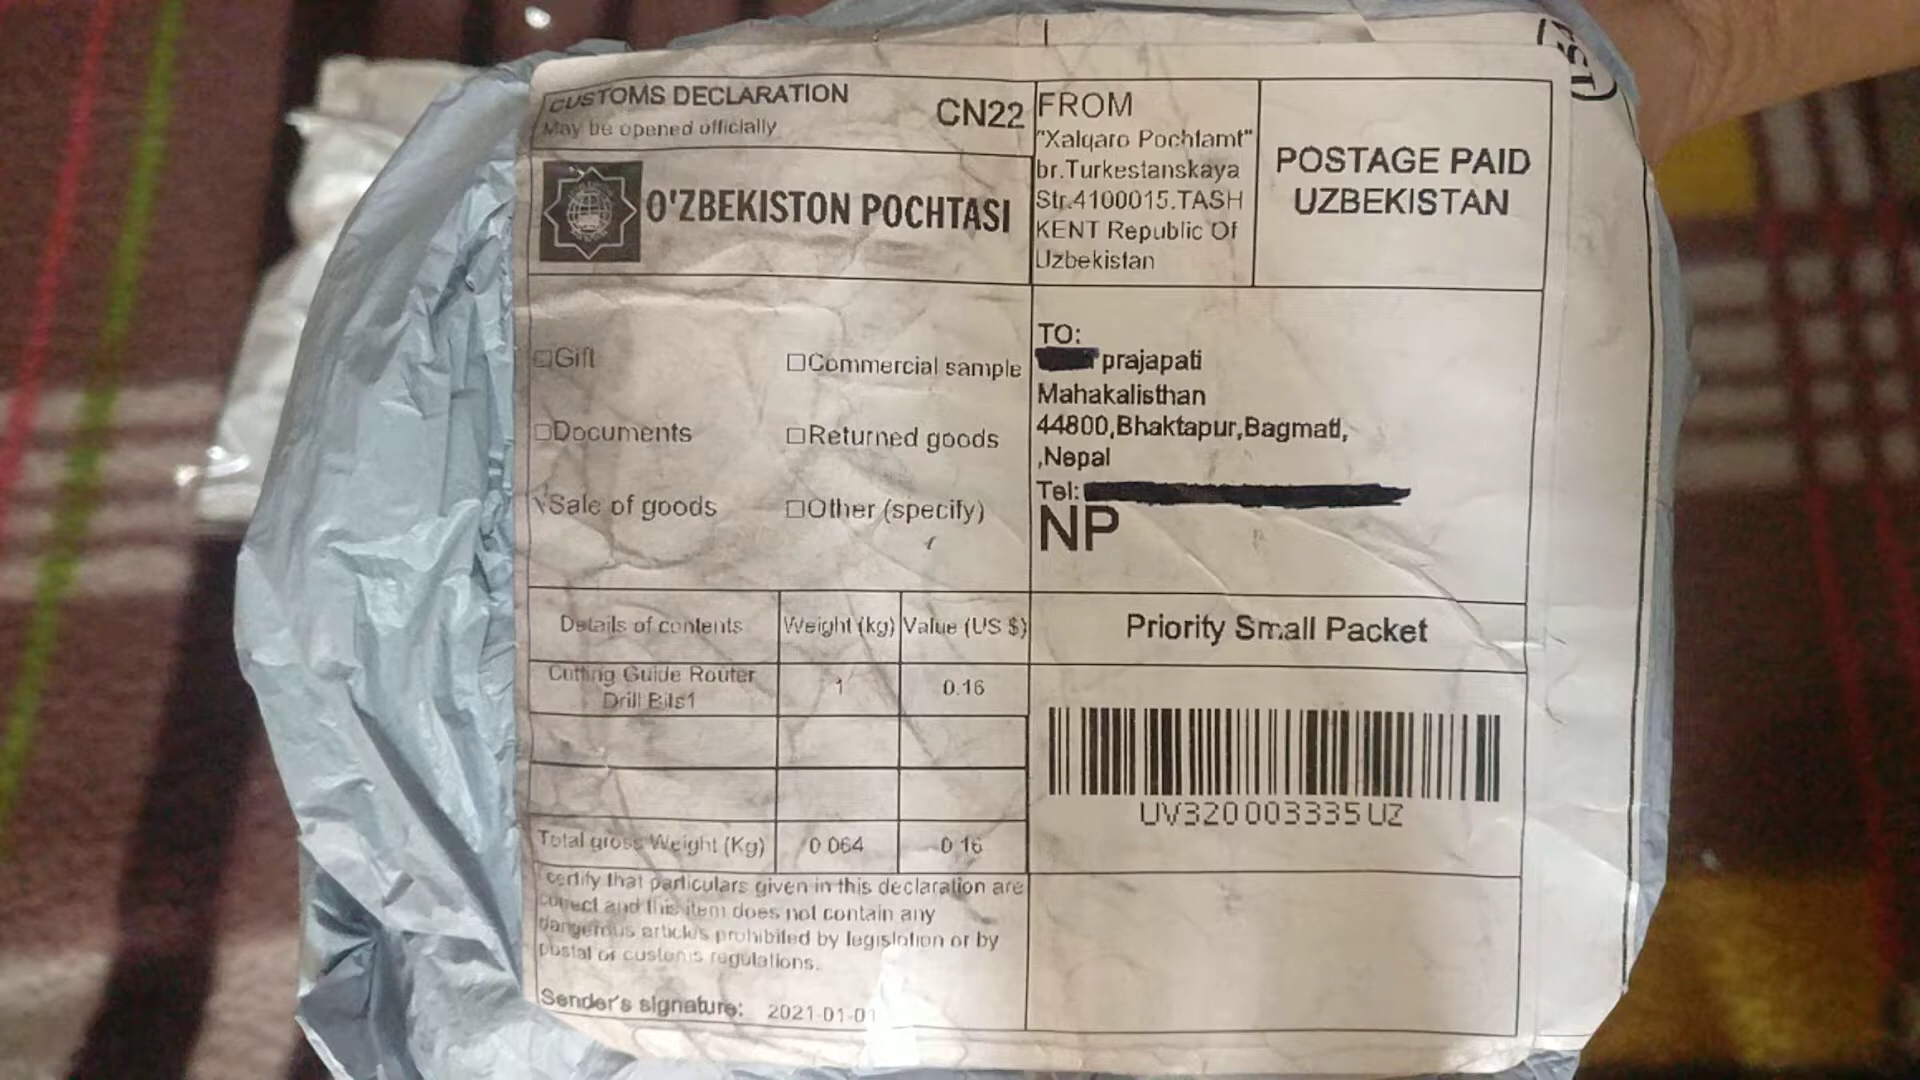 CUSTOMS DECLARATION
May be opened officially
CN22
O'ZBEKISTON POCHTASI
FROM
"Xalqaro Pochtamt"
br.Turkestanskaya
Str.4100015.TASH
KENT Republic Of
Uzbekistan
POSTAGE PAID
UZBEKISTAN
□Gift
□Commercial sample
□Documents
□Returned goods
√Sale of goods
□Other (specify)
TO:
prajapati
Mahakalisthan
44800,Bhaktapur,Bagmati,
,Nepal
Tel:
NP
Details of contents
Weight (kg)
Value (US $)
Cutting Guide Router
Drill Bits1
1
0.16
Total gross Weight (Kg)
0.064
0.16
certify that particulars given in this declaration are
correct and this item does not contain any
dangerous articles prohibited by legislation or by
postal or customs regulations.
Sender's signature: 2021-01-01
Priority Small Packet
UV320003335UZ